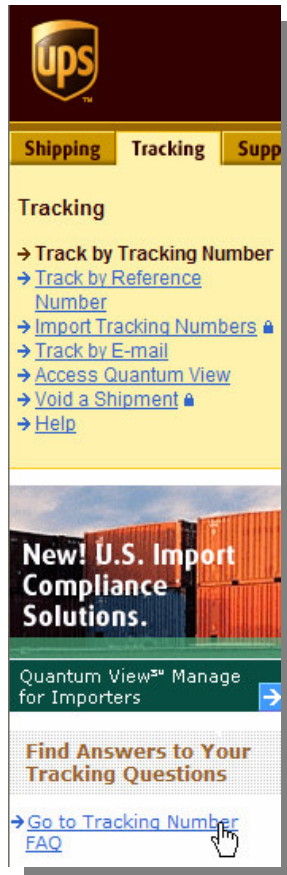 ups
TM
Shipping Tracking Supp
Tracking
→ Track by Tracking Number
→ Track by Reference
Number
→ Import Tracking Numbers
→ Track by E-mail
→ Access Quantum View
→ Void a Shipment
→ Help
New! U.S. Import
Compliance
Solutions.
Quantum View℠ Manage
for Importers →
Find Answers to Your
Tracking Questions
→ Go to Tracking Number
FAQ